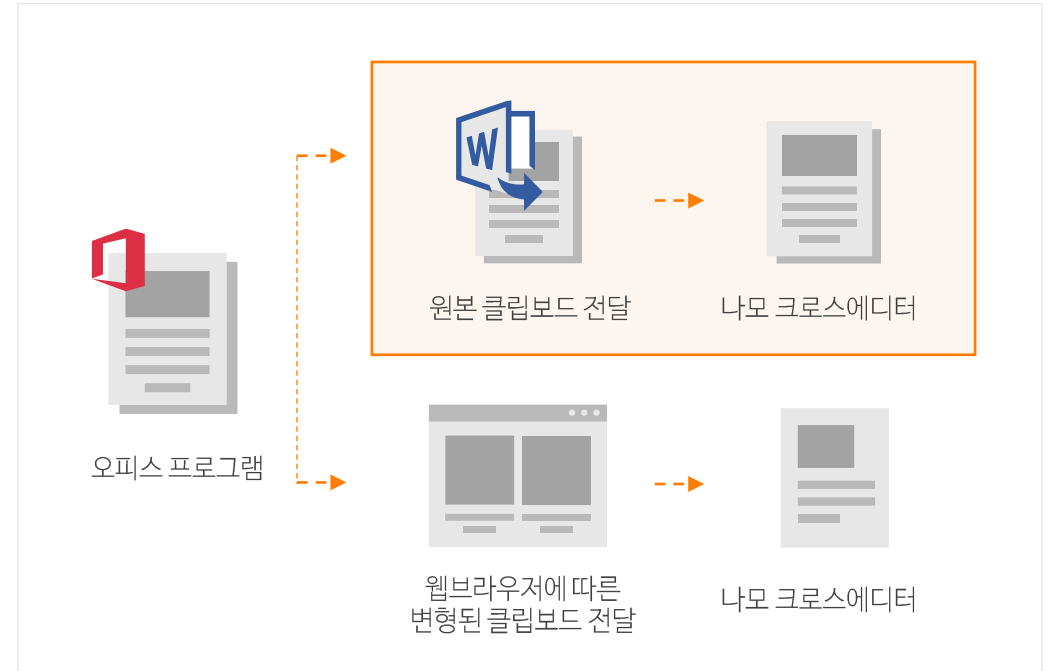 W
원본 클립보드 전달
나모 크로스에디터
오피스 프로그램
웹브라우저에 따른
변형된 클립보드 전달
나모 크로스에디터